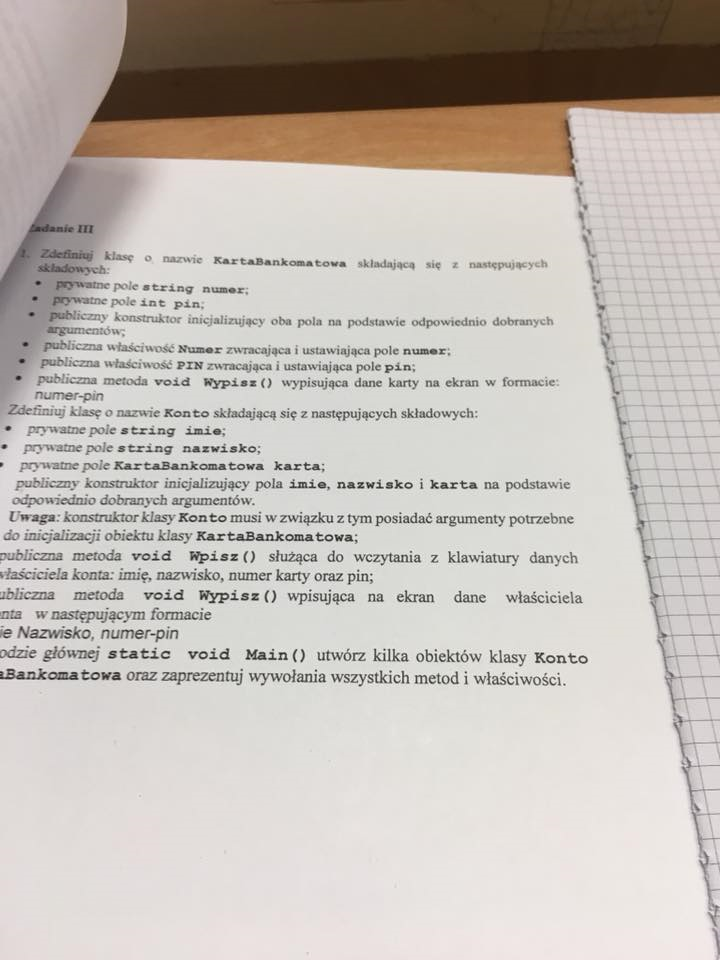 Zadanie III
1. Zdefiniuj klasę o nazwie KartaBankomatowa składającą się z następujących
składowych:
• prywatne pole string numer;
• prywatne pole int pin;
• publiczny konstruktor inicjalizujący oba pola na podstawie odpowiednio dobranych
argumentów;
• publiczna właściwość Numer zwracająca i ustawiająca pole numer;
• publiczna właściwość PIN zwracająca i ustawiająca pole pin;
• publiczna metoda void Wypisz() wypisująca dane karty na ekran w formacie:
numer-pin
Zdefiniuj klasę o nazwie Konto składającą się z następujących składowych:
• prywatne pole string imie;
• prywatne pole string nazwisko;
• prywatne pole KartaBankomatowa karta;
publiczny konstruktor inicjalizujący pola imie, nazwisko i karta na podstawie
odpowiednio dobranych argumentów.
Uwaga: konstruktor klasy Konto musi w związku z tym posiadać argumenty potrzebne
do inicjalizacji obiektu klasy KartaBankomatowa;
publiczna metoda void Wpisz() służąca do wczytania z klawiatury danych
właściciela konta: imię, nazwisko, numer karty oraz pin;
ubliczna metoda void Wypisz() wpisująca na ekran dane właściciela
nta w następującym formacie
ie Nazwisko, numer-pin
odzie głównej static void Main() utwórz kilka obiektów klasy Konto
aBankomatowa oraz zaprezentuj wywołania wszystkich metod i właściwości.